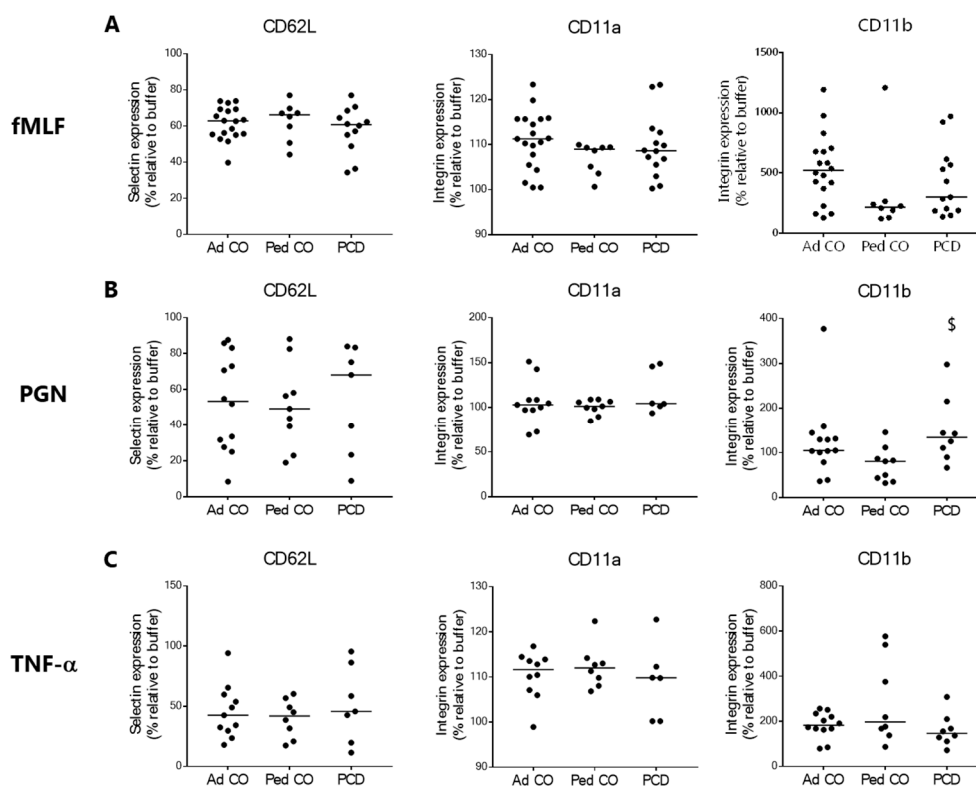 A
fMLF
CD62L
Selectin expression
(% relative to buffer)
100
80
60
40
20
0
Ad CO Ped CO PCD
CD11a
Integrin expression
(% relative to buffer)
130
120
110
100
90
Ad CO Ped CO PCD
CD11b
Integrin expression
(% relative to buffer)
1500
1000
500
0
Ad CO Ped CO PCD
B
PGN
CD62L
Selectin expression
(% relative to buffer)
100
80
60
40
20
0
Ad CO Ped CO PCD
CD11a
Integrin expression
(% relative to buffer)
200
150
100
50
0
Ad CO Ped CO PCD
CD11b
$
Integrin expression
(% relative to buffer)
400
300
200
100
0
Ad CO Ped CO PCD
C
TNF-α
CD62L
Selectin expression
(% relative to buffer)
150
100
50
0
Ad CO Ped CO PCD
CD11a
Integrin expression
(% relative to buffer)
130
120
110
100
90
Ad CO Ped CO PCD
CD11b
Integrin expression
(% relative to buffer)
800
600
400
200
0
Ad CO Ped CO PCD